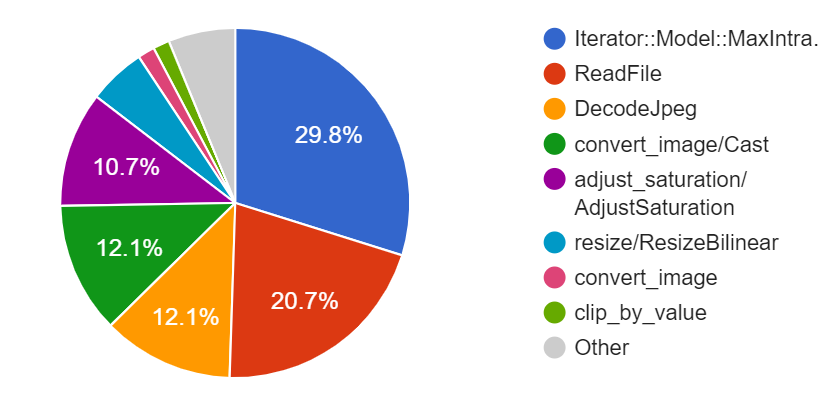 29.8%
20.7%
12.1%
12.1%
10.7%
Iterator::Model::MaxIntra.
ReadFile
DecodeJpeg
convert_image/Cast
adjust_saturation/
AdjustSaturation
resize/ResizeBilinear
convert_image
clip_by_value
Other